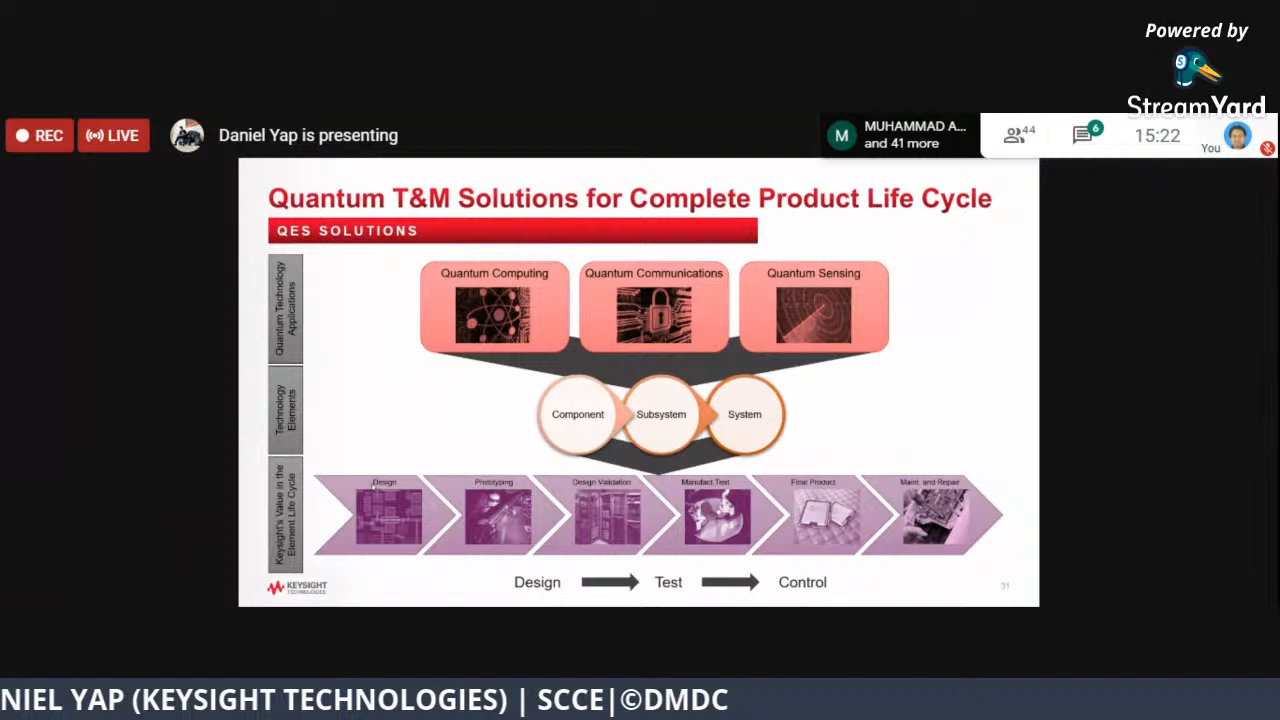 Powered by
StreamYard
REC
LIVE
Daniel Yap is presenting
M
MUHAMMAD A...
and 41 more
44
6
15:22
You
Quantum T&M Solutions for Complete Product Life Cycle
QES SOLUTIONS
Quantum Technology
Applications
Quantum Computing
Quantum Communications
Quantum Sensing
Technology
Elements
Component
Subsystem
System
Keysight's Value in the
Element Life Cycle
Design
Prototyping
Design Validation
Manufact Test
Final Product
Maint. and Repair
Design
Test
Control
KEYSIGHT
TECHNOLOGIES
31
NIEL YAP (KEYSIGHT TECHNOLOGIES) | SCCE|©DMDC